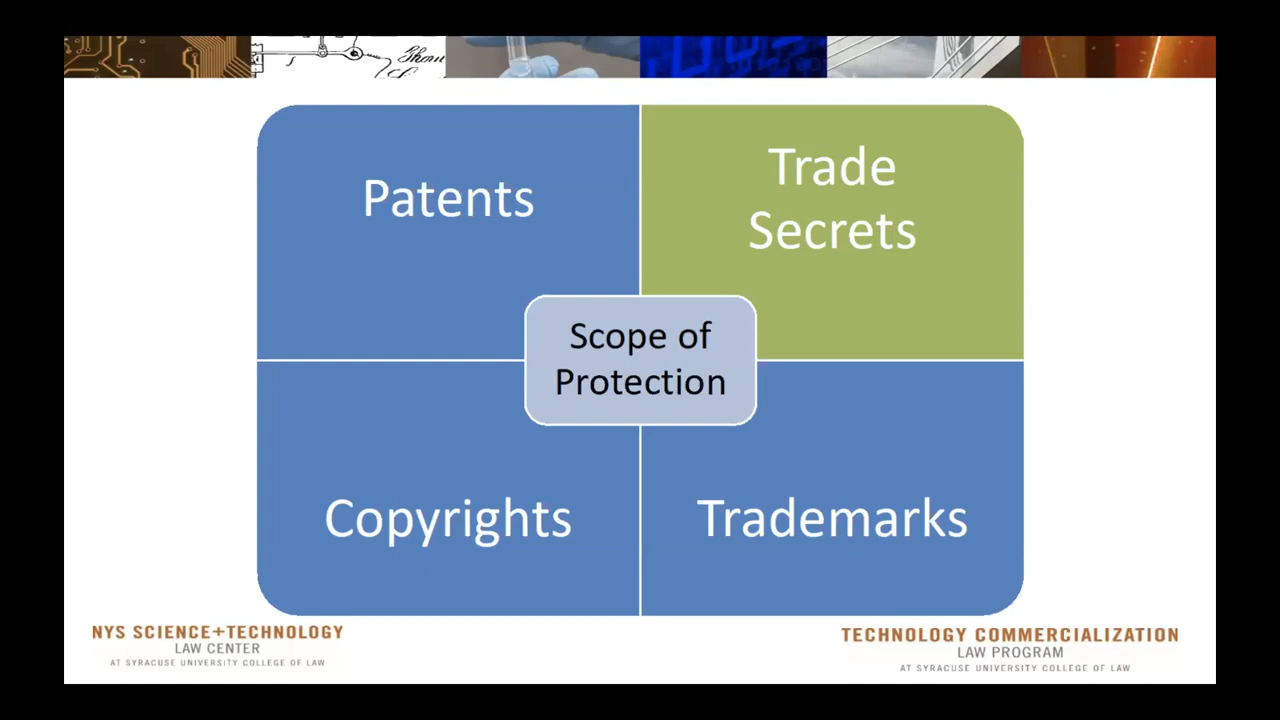 Patents
Trade
Secrets
Scope of
Protection
Copyrights
Trademarks
NYS SCIENCE+TECHNOLOGY
LAW CENTER
AT SYRACUSE UNIVERSITY COLLEGE OF LAW
TECHNOLOGY COMMERCIALIZATION
LAW PROGRAM
AT SYRACUSE UNIVERSITY COLLEGE OF LAW